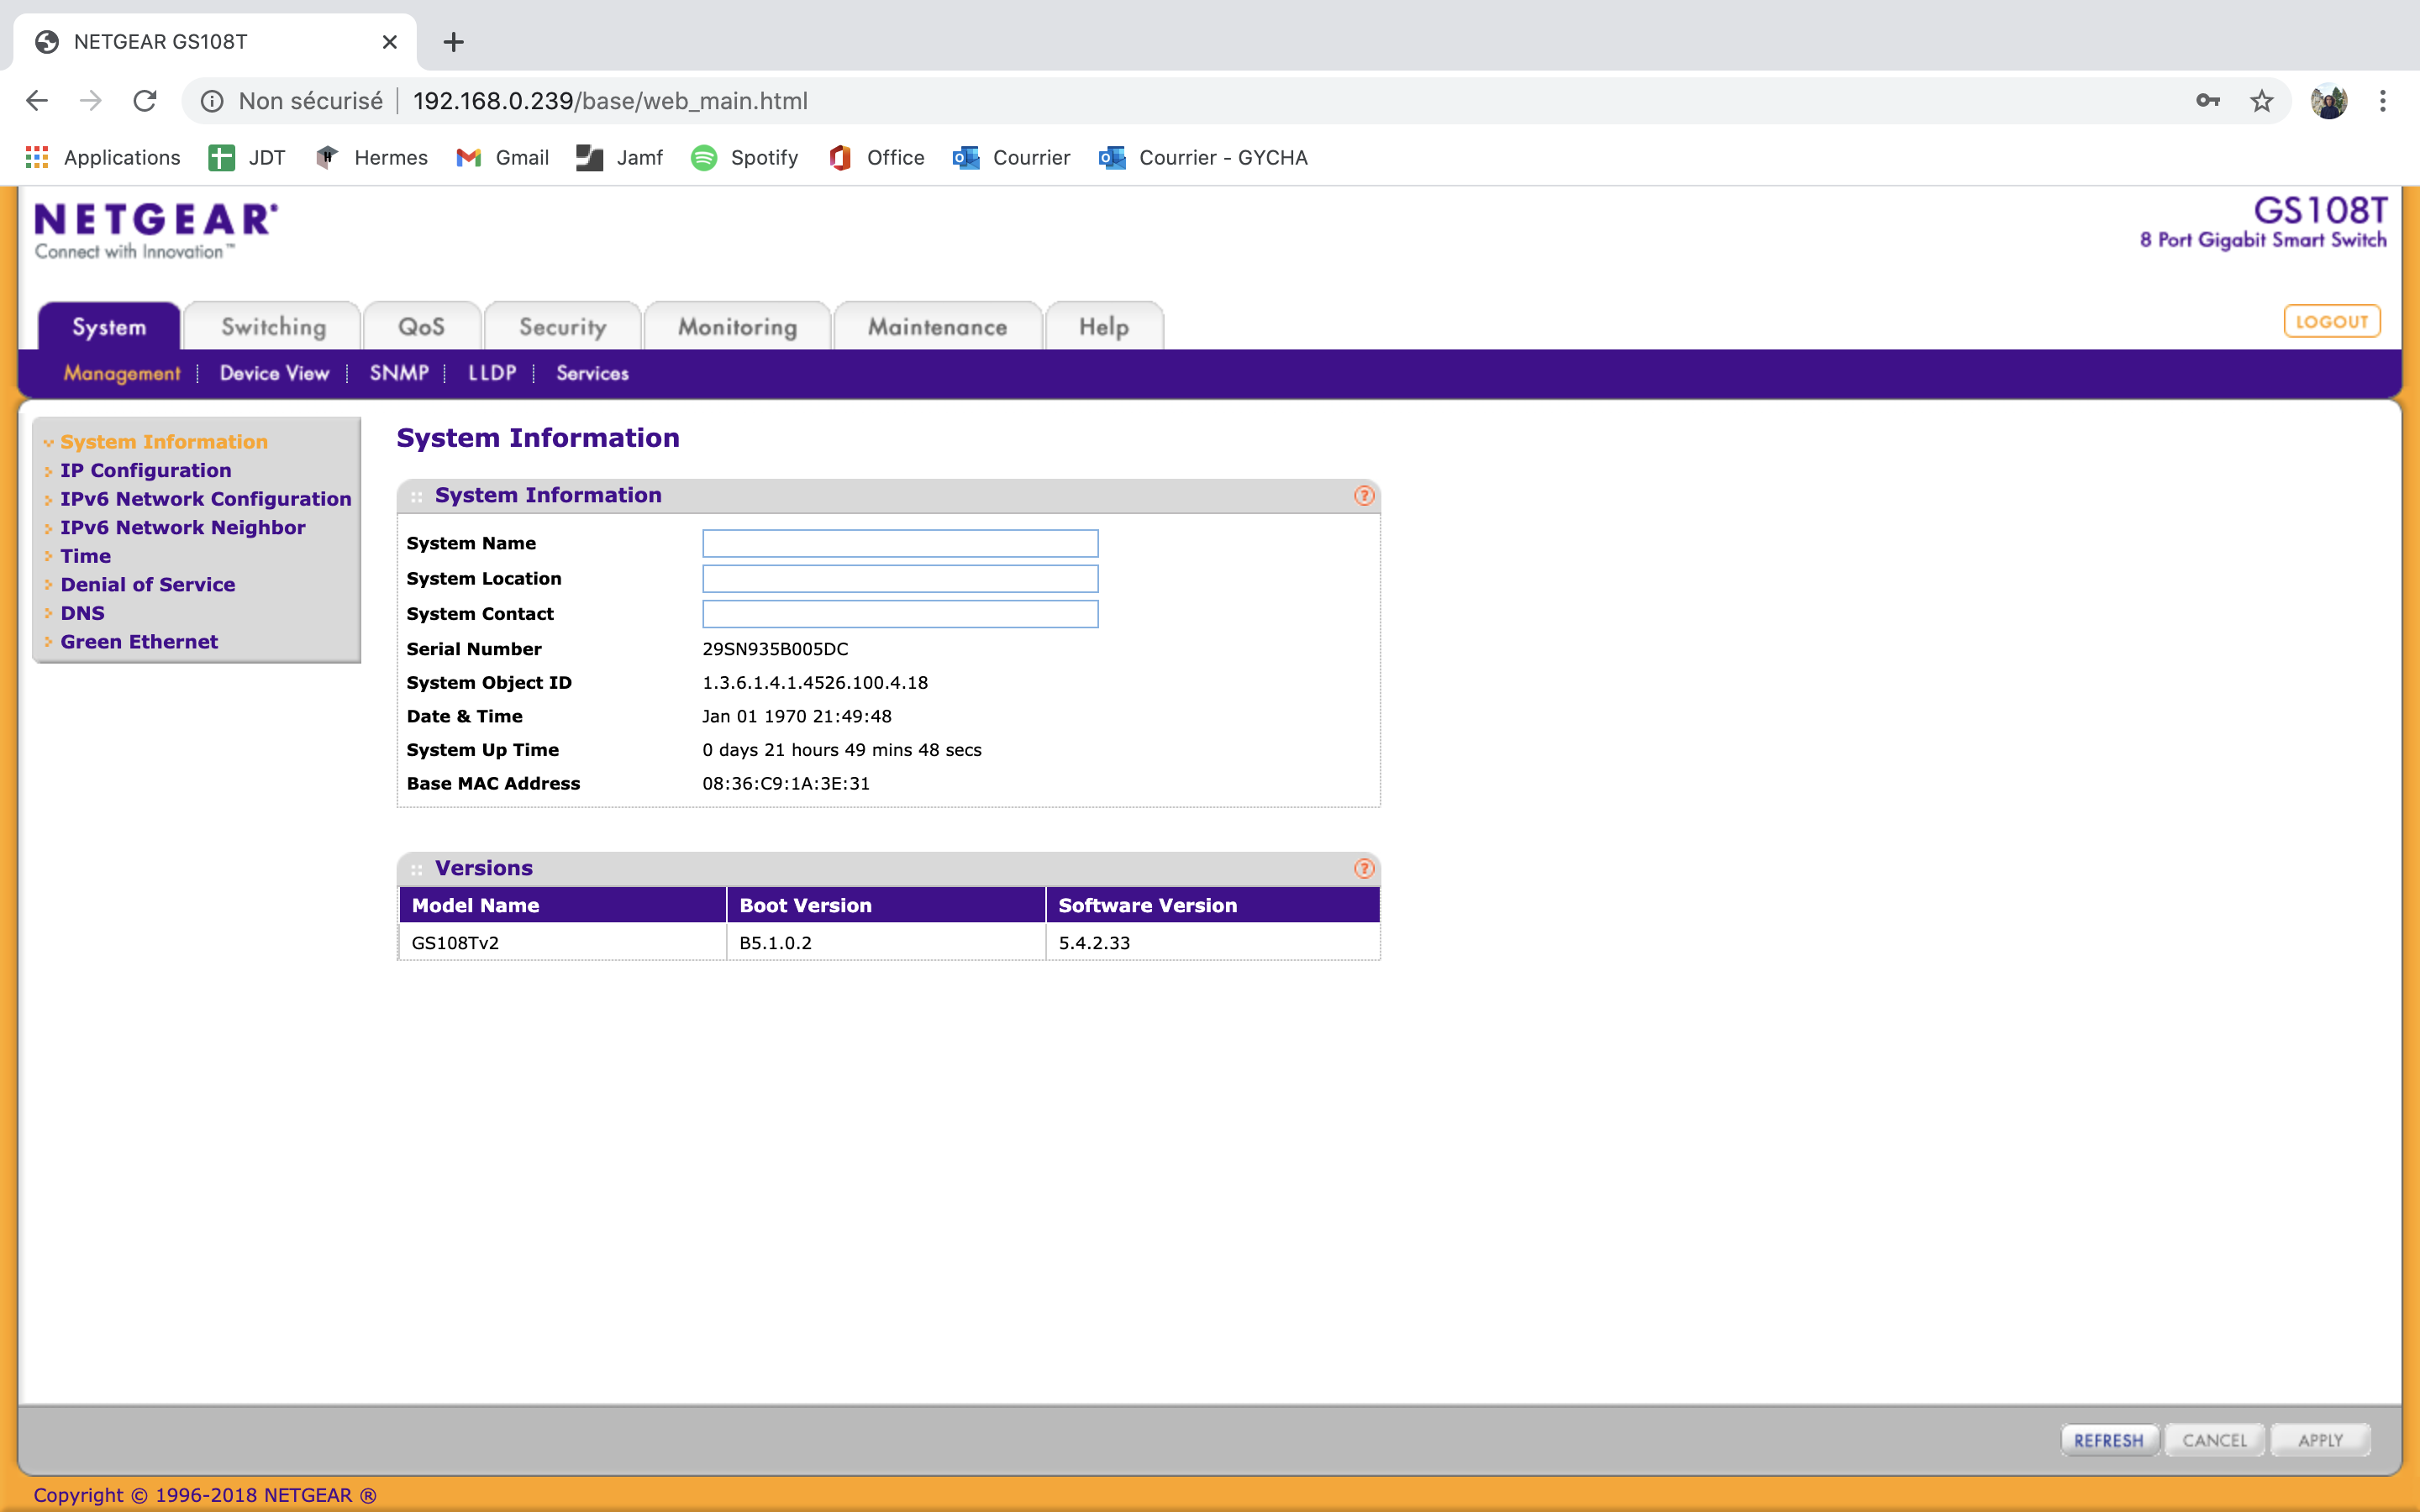 NETGEAR GS108T
Non sécurisé 192.168.0.239/base/web_main.html
Applications JDT Hermes Gmail Jamf Spotify Office Courrier Courrier - GYCHA
NETGEAR®
Connect with Innovation™
GS108T
8 Port Gigabit Smart Switch
System Switching QoS Security Monitoring Maintenance Help
LOGOUT
Management Device View SNMP LLDP Services
System Information
IP Configuration
IPv6 Network Configuration
IPv6 Network Neighbor
Time
Denial of Service
DNS
Green Ethernet
System Information
System Information
System Name
System Location
System Contact
Serial Number 29SN935B005DC
System Object ID 1.3.6.1.4.1.4526.100.4.18
Date & Time Jan 01 1970 21:49:48
System Up Time 0 days 21 hours 49 mins 48 secs
Base MAC Address 08:36:C9:1A:3E:31
Versions
Model Name Boot Version Software Version
GS108Tv2 B5.1.0.2 5.4.2.33
REFRESH CANCEL APPLY
Copyright © 1996-2018 NETGEAR ®